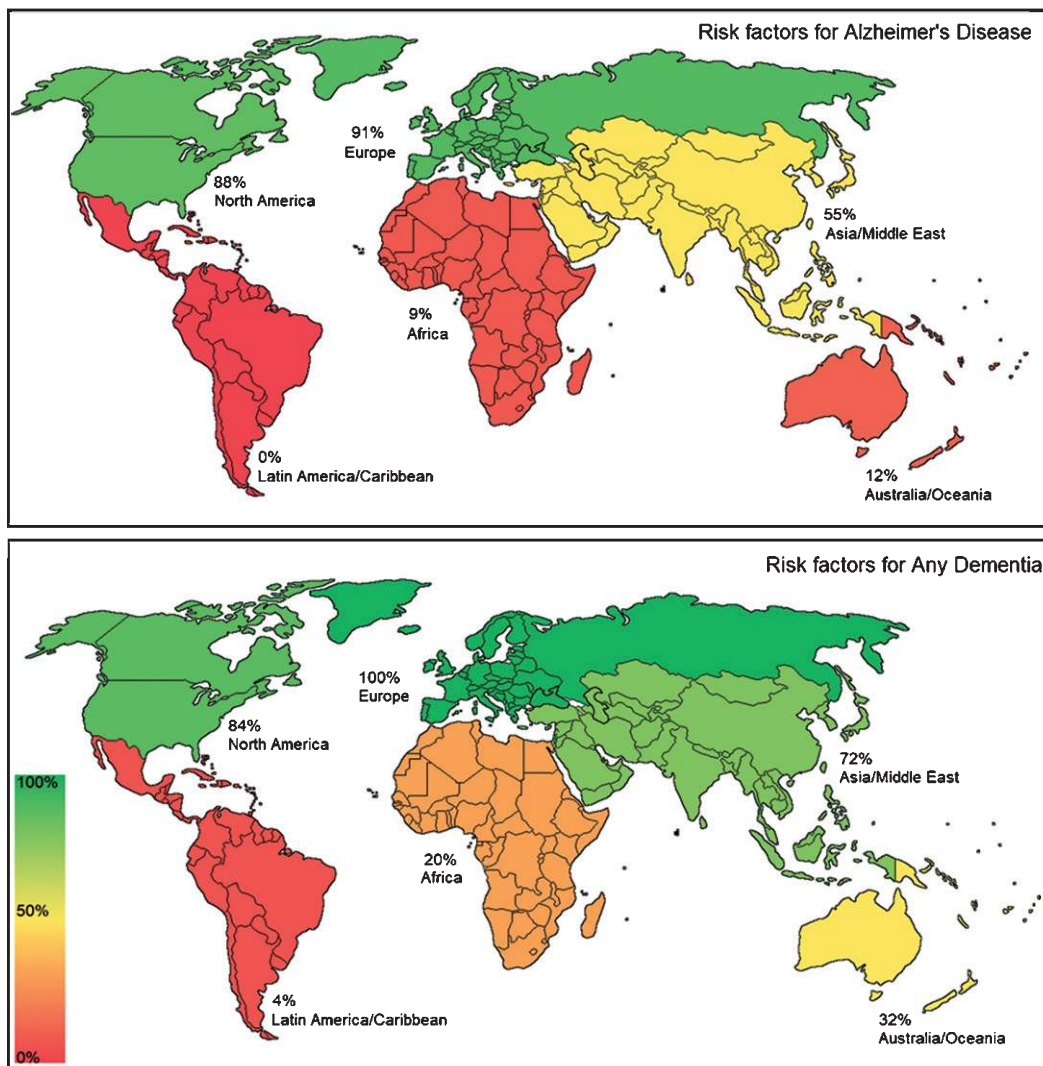 Risk factors for Alzheimer's Disease
91%
Europe
88%
North America
55%
Asia/Middle East
9%
Africa
0%
Latin America/Caribbean
12%
Australia/Oceania
Risk factors for Any Dementia
100%
Europe
84%
North America
72%
Asia/Middle East
100%
50%
0%
20%
Africa
4%
Latin America/Caribbean
32%
Australia/Oceania